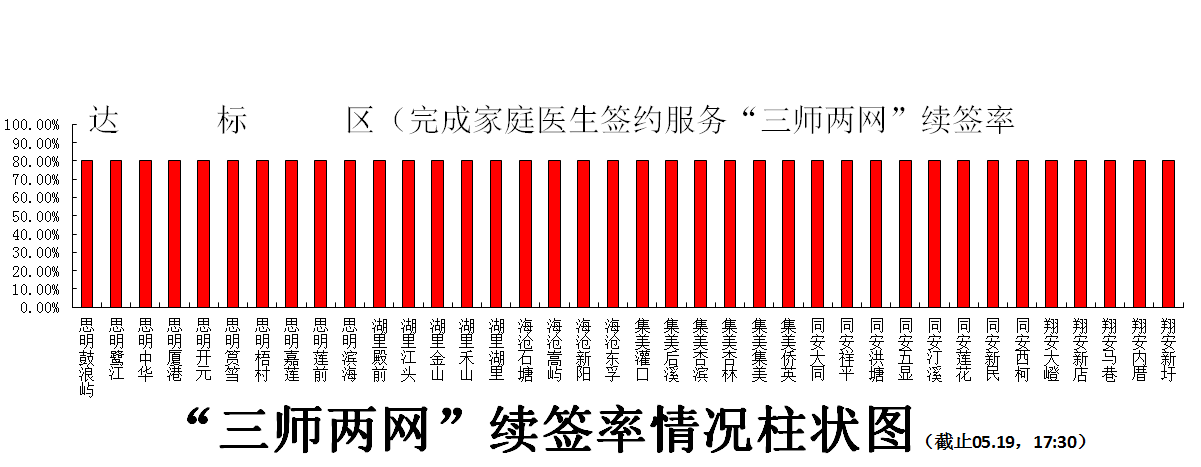 达 标 区（完成家庭医生签约服务“三师两网”续签率
100.00%
90.00%
80.00%
70.00%
60.00%
50.00%
40.00%
30.00%
20.00%
10.00%
0.00%
思明鼓浪屿
思明鹭江
思明中华
思明厦港
思明开元
思明筼筜
思明梧村
思明嘉莲
思明莲前
思明滨海
湖里殿前
湖里江头
湖里金山
湖里禾山
湖里湖里
海沧石塘
海沧嵩屿
海沧新阳
海沧东孚
集美灌口
集美后溪
集美杏滨
集美杏林
集美集美
集美侨英
同安大同
同安祥平
同安洪塘
同安五显
同安汀溪
同安莲花
同安新民
同安西柯
翔安大嶝
翔安新店
翔安马巷
翔安内厝
翔安新圩
“三师两网”续签率情况柱状图（截止05.19，17:30）